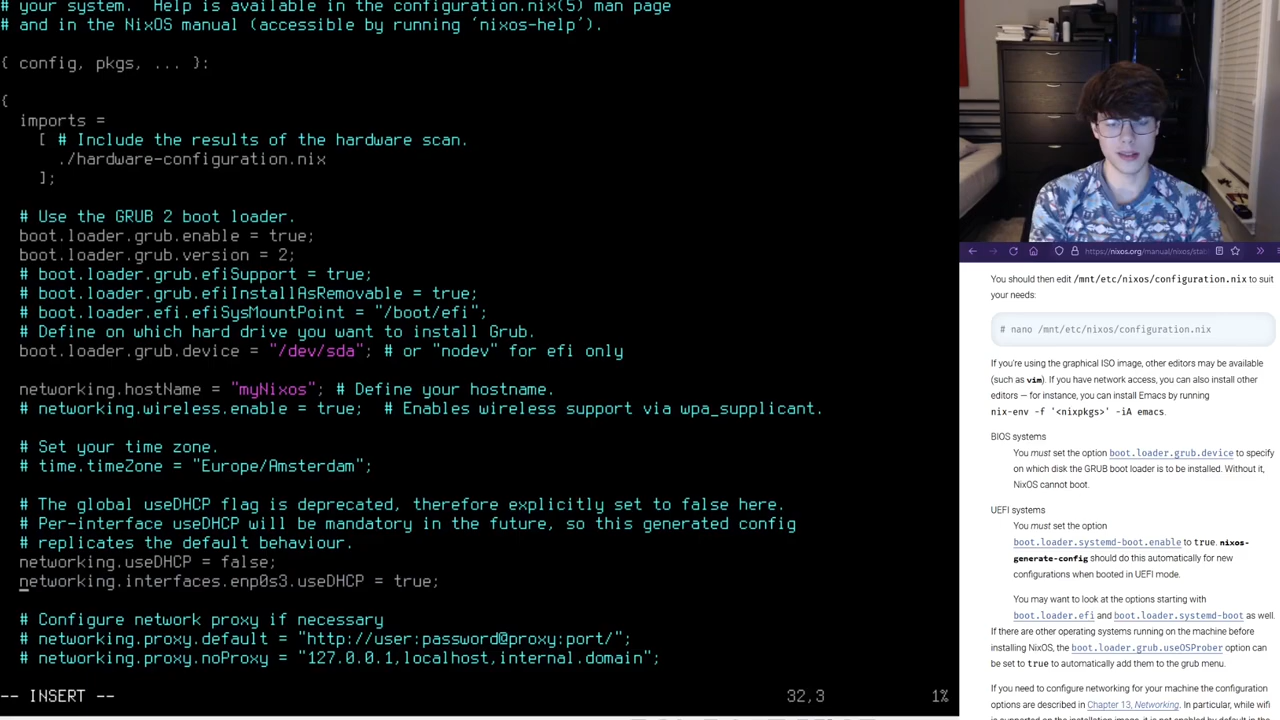 # your system.  Help is available in the configuration.nix(5) man page
# and in the NixOS manual (accessible by running ‘nixos-help’).
{ config, pkgs, ... }:
{
imports =
[ # Include the results of the hardware scan.
./hardware-configuration.nix
];
# Use the GRUB 2 boot loader.
boot.loader.grub.enable = true;
boot.loader.grub.version = 2;
# boot.loader.grub.efiSupport = true;
# boot.loader.grub.efiInstallAsRemovable = true;
# boot.loader.efi.efiSysMountPoint = "/boot/efi";
# Define on which hard drive you want to install Grub.
boot.loader.grub.device = "/dev/sda"; # or "nodev" for efi only
networking.hostName = "myNixos"; # Define your hostname.
# networking.wireless.enable = true;  # Enables wireless support via wpa_supplicant.
# Set your time zone.
# time.timeZone = "Europe/Amsterdam";
# The global useDHCP flag is deprecated, therefore explicitly set to false here.
# Per-interface useDHCP will be mandatory in the future, so this generated config
# replicates the default behaviour.
networking.useDHCP = false;
networking.interfaces.enp0s3.useDHCP = true;
# Configure network proxy if necessary
# networking.proxy.default = "http://user:password@proxy:port/";
# networking.proxy.noProxy = "127.0.0.1,localhost,internal.domain";
-- INSERT --
32,3
1%
https://nixos.org/manual/nixos/stab
You should then edit /mnt/etc/nixos/configuration.nix to suit
your needs:
# nano /mnt/etc/nixos/configuration.nix
If you're using the graphical ISO image, other editors may be available
(such as vim). If you have network access, you can also install other
editors — for instance, you can install Emacs by running
nix-env -f '<nixpkgs>' -iA emacs.
BIOS systems
You must set the option boot.loader.grub.device to specify
on which disk the GRUB boot loader is to be installed. Without it,
NixOS cannot boot.
UEFI systems
You must set the option
boot.loader.systemd-boot.enable to true. nixos-
generate-config should do this automatically for new
configurations when booted in UEFI mode.
You may want to look at the options starting with
boot.loader.efi and boot.loader.systemd-boot as well.
If there are other operating systems running on the machine before
installing NixOS, the boot.loader.grub.useOSProber option can
be set to true to automatically add them to the grub menu.
If you need to configure networking for your machine the configuration
options are described in Chapter 13, Networking. In particular, while wifi